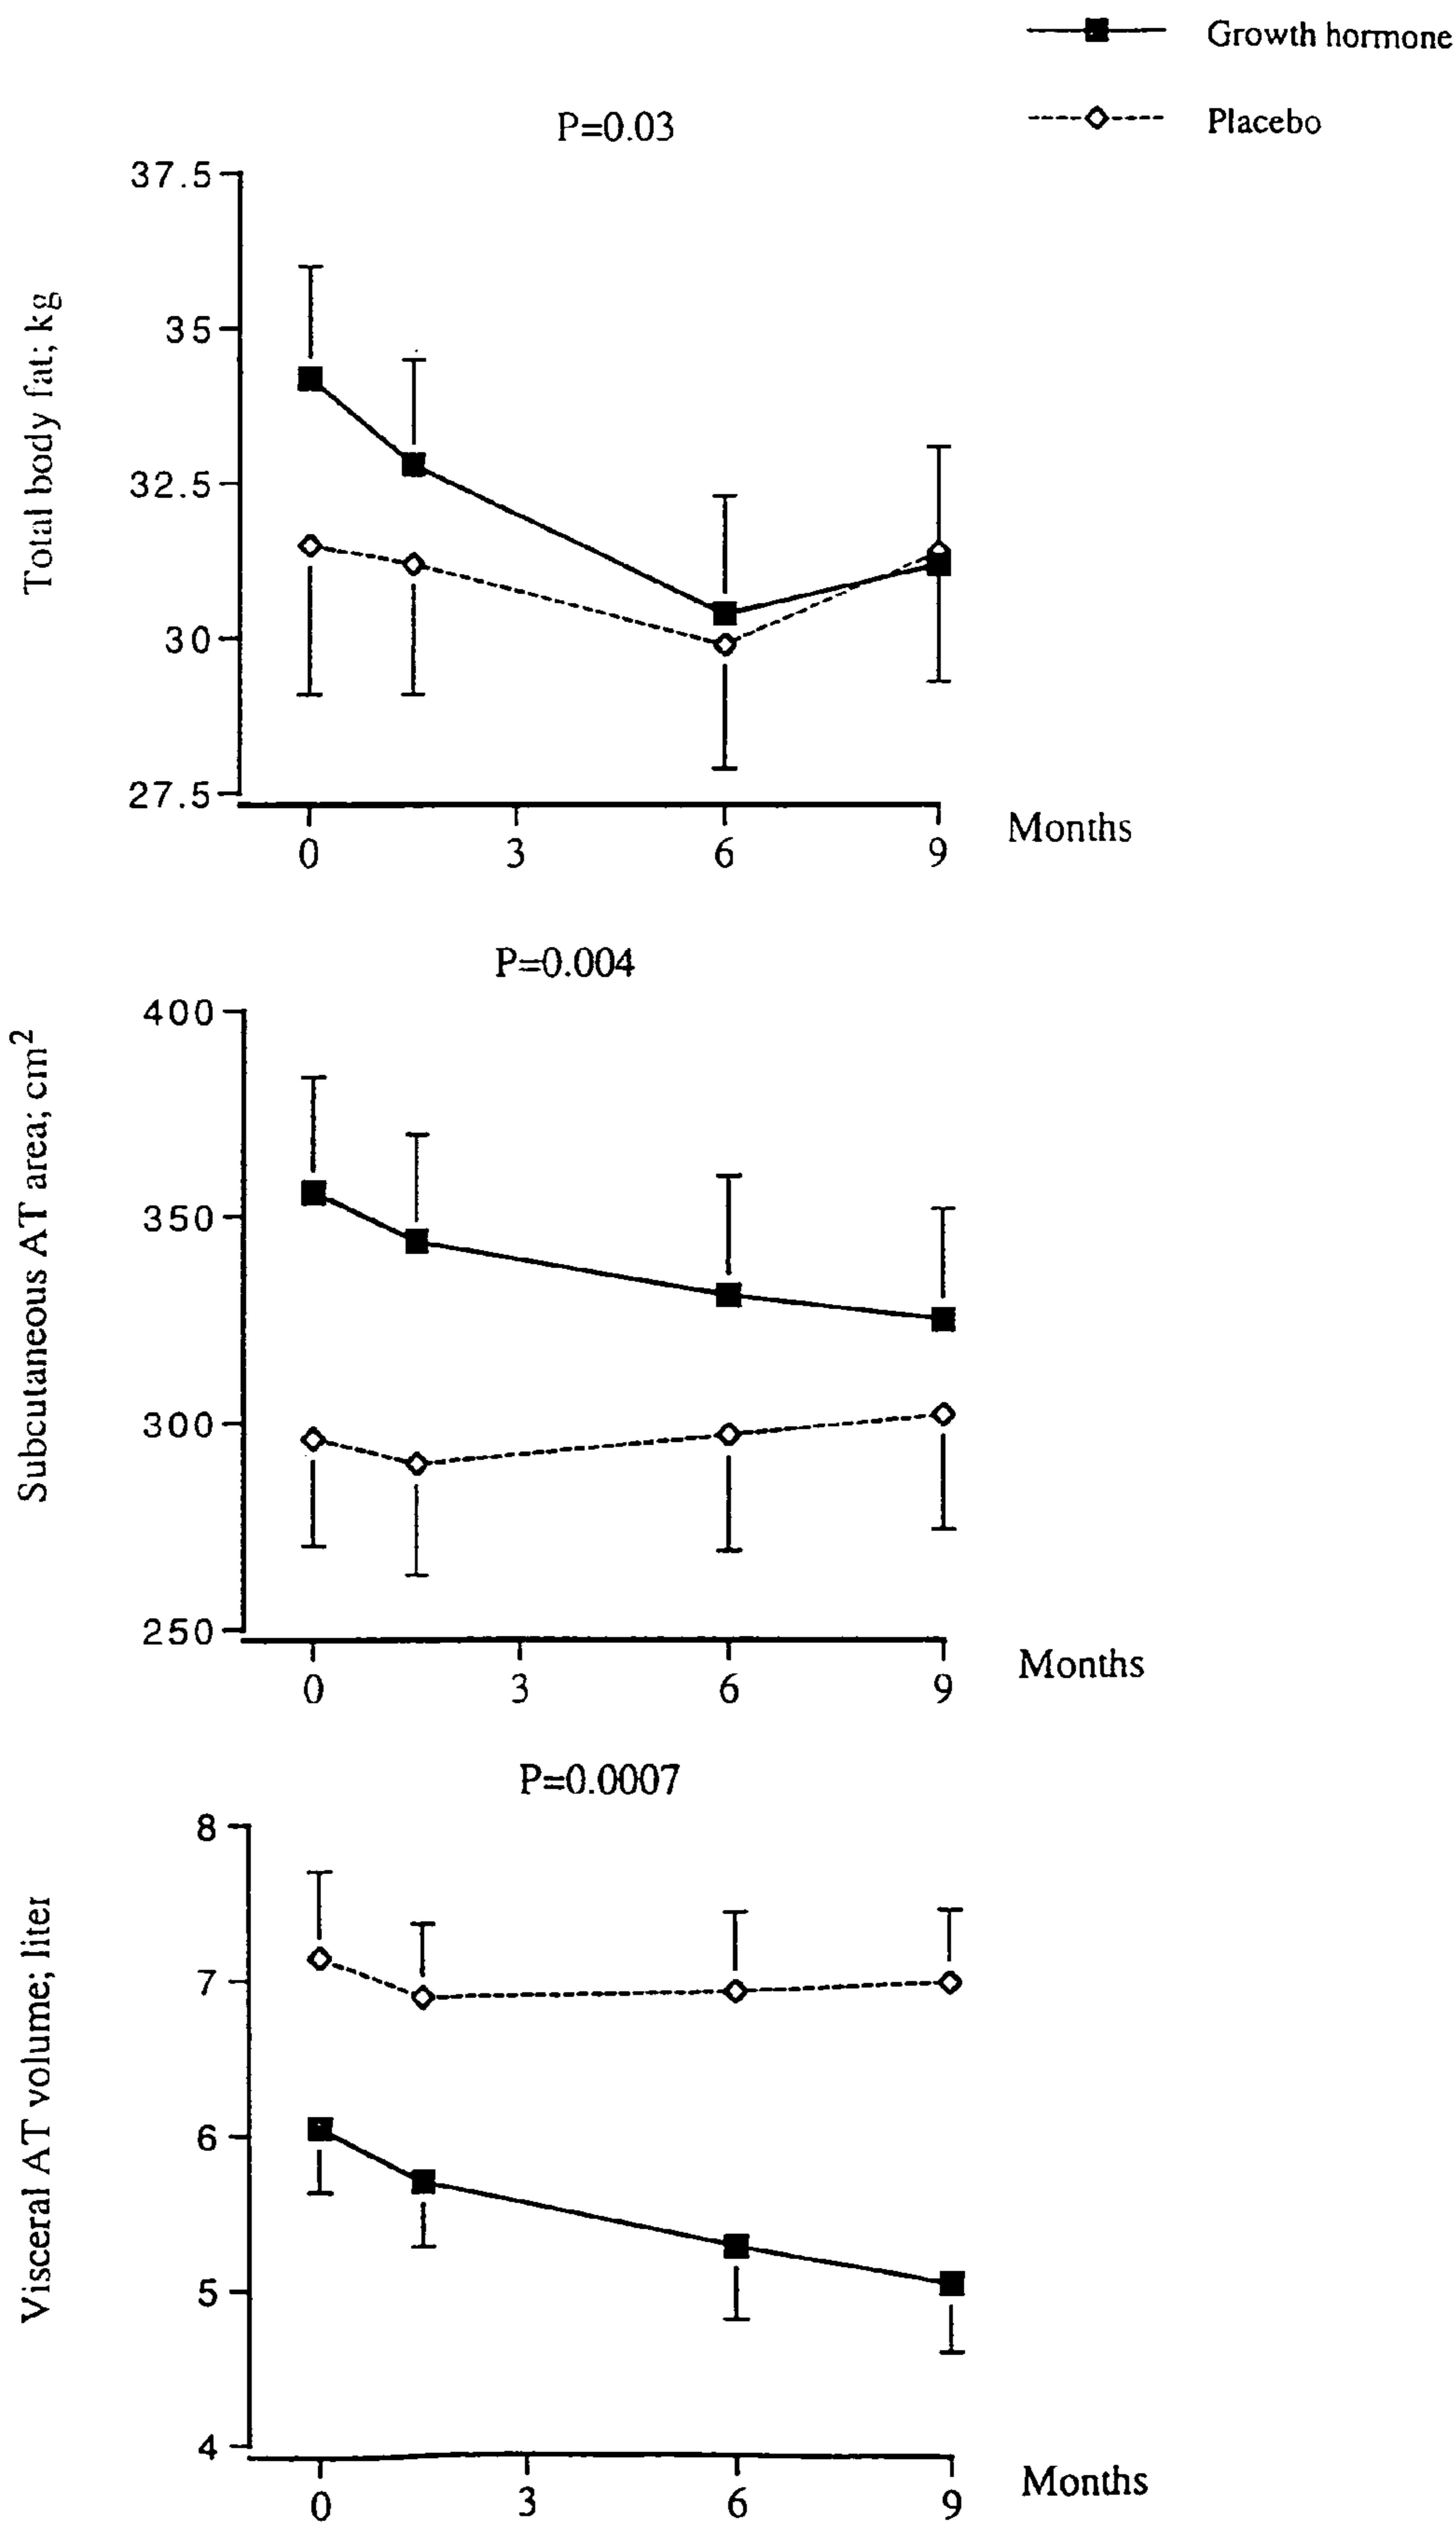 Growth hormone
Placebo
P=0.03
Total body fat; kg
37.5
35
32.5
30
27.5
0 3 6 9
Months
P=0.004
Subcutaneous AT area; cm²
400
350
300
250
0 3 6 9
Months
P=0.0007
Visceral AT volume; liter
8
7
6
5
4
0 3 6 9
Months